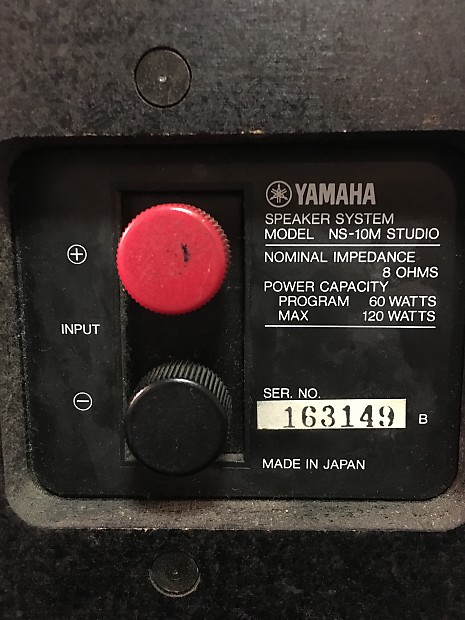 YAMAHA
SPEAKER SYSTEM
MODEL NS-10M STUDIO
NOMINAL IMPEDANCE
8 OHMS
POWER CAPACITY
PROGRAM 60 WATTS
MAX 120 WATTS
+
INPUT
−
SER. NO.
163149 B
MADE IN JAPAN